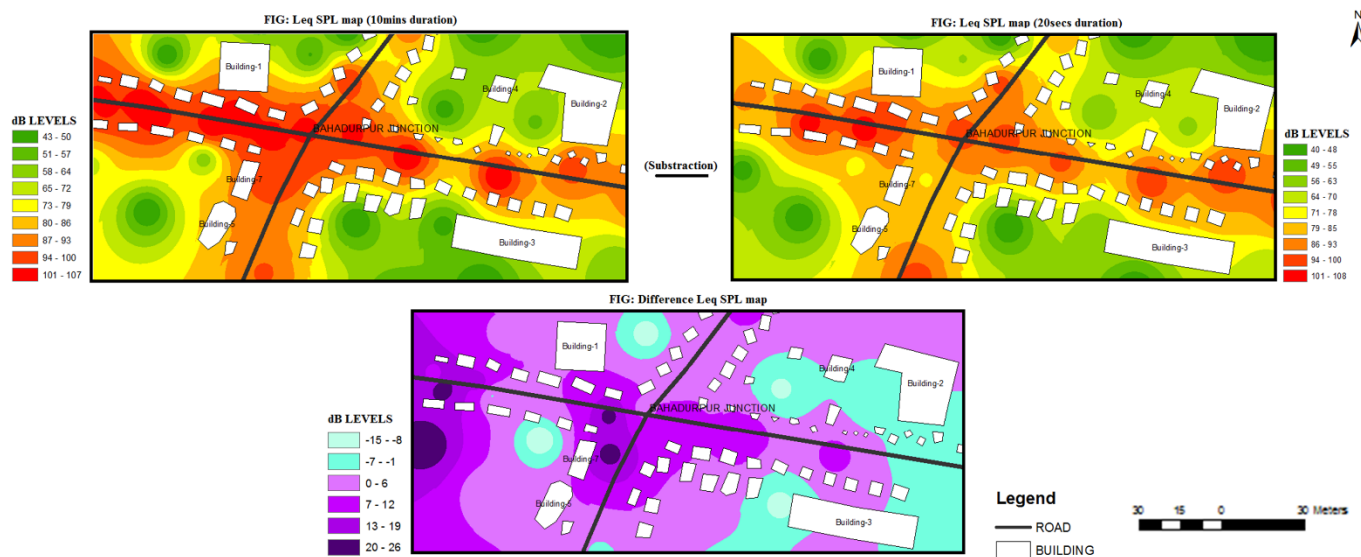 FIG: Leq SPL map (10mins duration)
Building-1
Building-4
Building-2
BAHADURPUR JUNCTION
Building-7
Building-5
Building-3
dB LEVELS
43 - 50
51 - 57
58 - 64
65 - 72
73 - 79
80 - 86
87 - 93
94 - 100
101 - 107
(Substraction)
FIG: Leq SPL map (20secs duration)
Building-1
Building-4
Building-2
BAHADURPUR JUNCTION
Building-7
Building-5
Building-3
dB LEVELS
40 - 48
49 - 55
56 - 63
64 - 70
71 - 78
79 - 85
86 - 93
94 - 100
101 - 108
N
FIG: Difference Leq SPL map
Building-1
Building-4
Building-2
BAHADURPUR JUNCTION
Building-7
Building-5
Building-3
dB LEVELS
-15 - -8
-7 - -1
0 - 6
7 - 12
13 - 19
20 - 26
Legend
ROAD
BUILDING
30 15 0 30 Meters